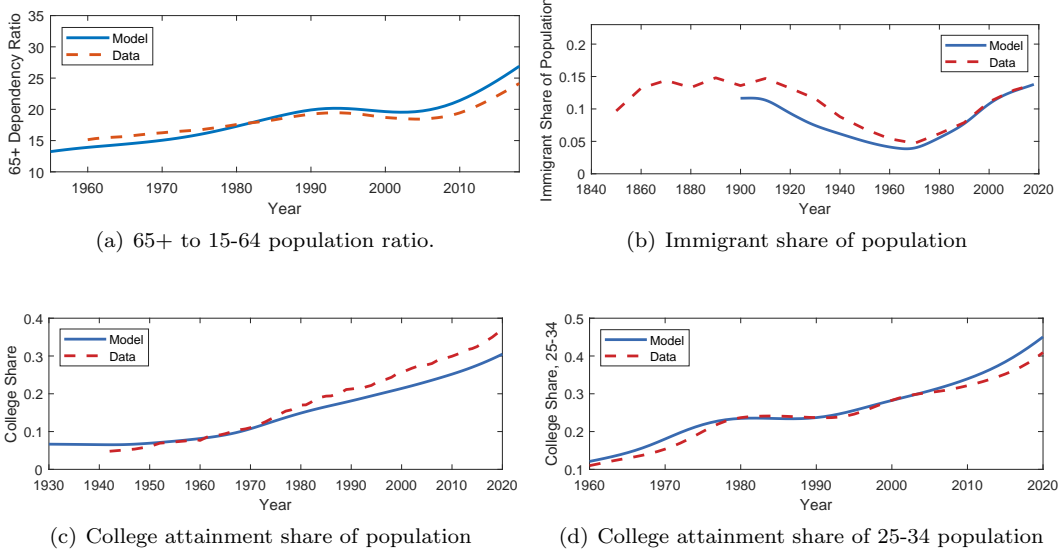 35
30
25
20
15
10
65+ Dependency Ratio
Model
Data
1960 1970 1980 1990 2000 2010
Year
(a) 65+ to 15-64 population ratio.
0.2
0.15
0.1
0.05
0
Immigrant Share of Population
Model
Data
1840 1860 1880 1900 1920 1940 1960 1980 2000 2020
Year
(b) Immigrant share of population
0.4
0.3
0.2
0.1
0
College Share
Model
Data
1930 1940 1950 1960 1970 1980 1990 2000 2010 2020
Year
(c) College attainment share of population
0.5
0.4
0.3
0.2
0.1
College Share, 25-34
Model
Data
1960 1970 1980 1990 2000 2010 2020
Year
(d) College attainment share of 25-34 population